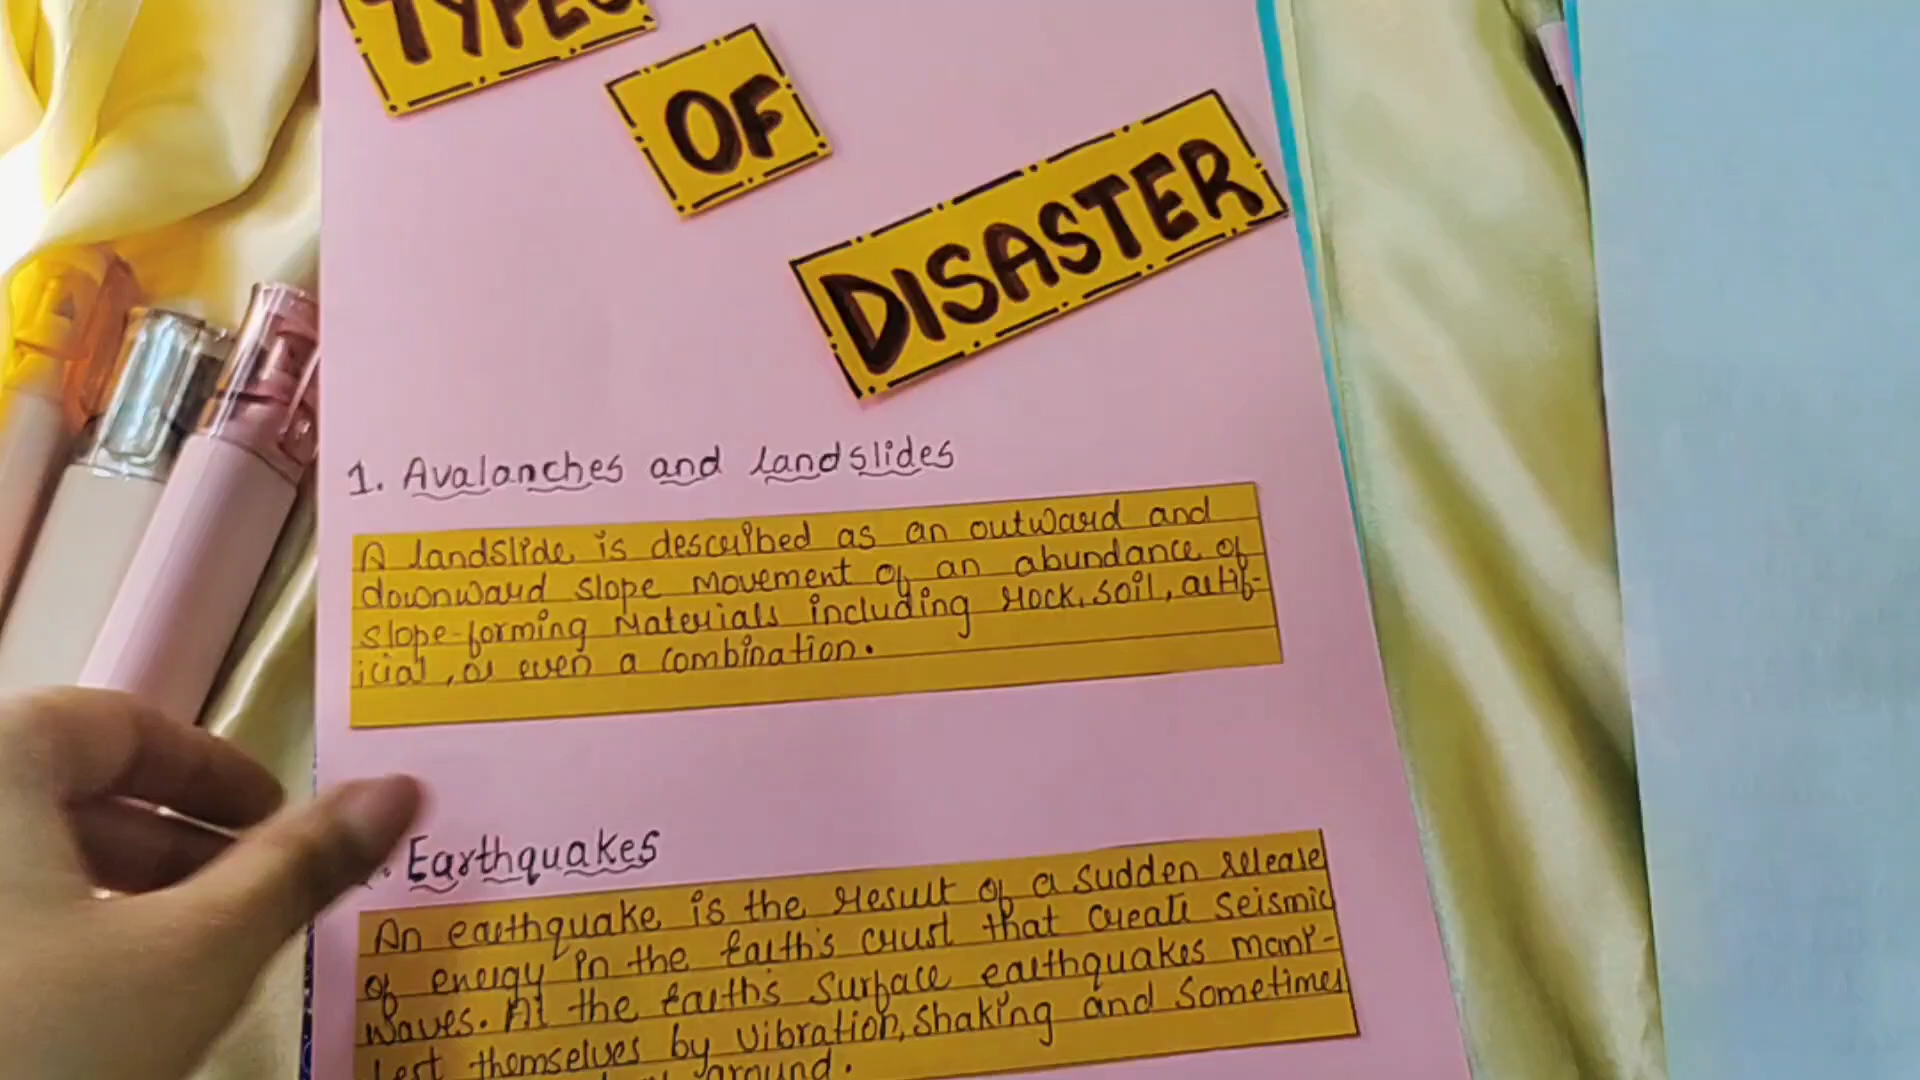 TYPES
OF
DISASTER
1. Avalanches and landslides
A landslide is described as an outward and
downward slope movement of an abundance of
slope-forming materials including rock, soil, artif-
icial, or even a combination.
Earthquakes
An earthquake is the result of a sudden release
of energy in the Earth's crust that create seismic
waves. At the Earth's surface earthquakes mani-
fest themselves by vibration, shaking and sometimes
around.